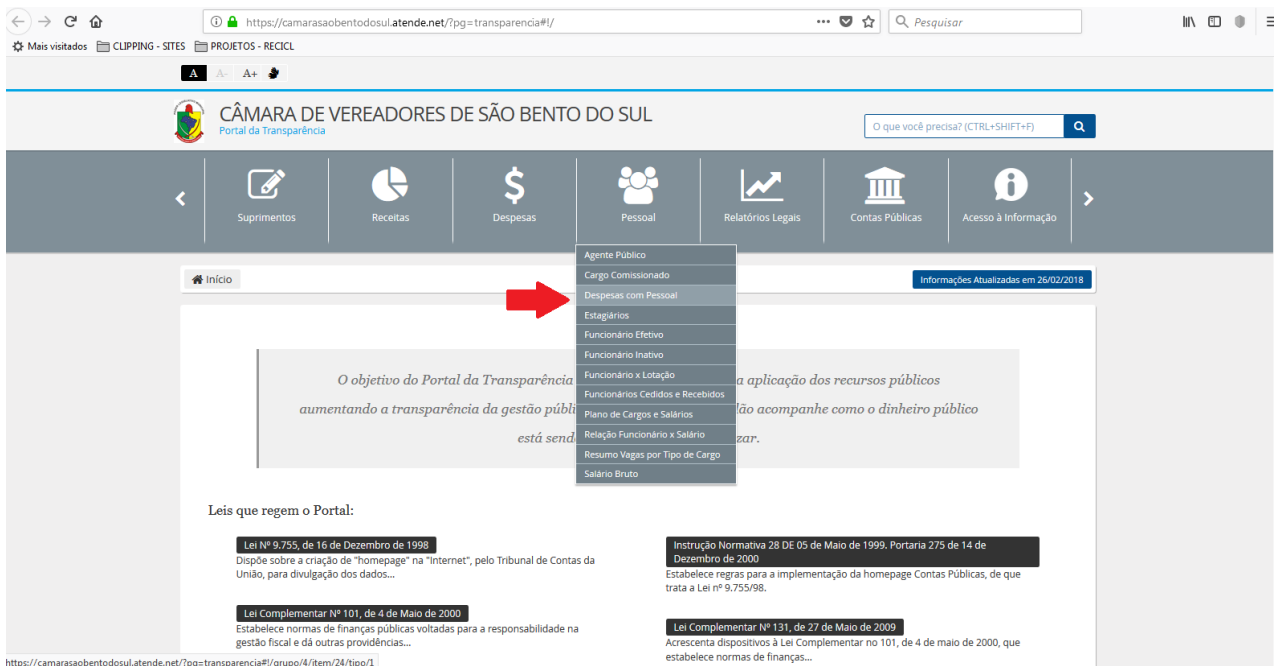 https://camarasaobentodosul.atende.net/?pg=transparencia#!/
Pesquisar
Mais visitados CLIPPING - SITES PROJETOS - RECICL
A A- A+
CÂMARA DE VEREADORES DE SÃO BENTO DO SUL
Portal da Transparência
O que você precisa? (CTRL+SHIFT+F)
Suprimentos Receitas Despesas Pessoal Relatórios Legais Contas Públicas Acesso à Informação
Agente Público
Cargo Comissionado
Despesas com Pessoal
Estagiários
Funcionário Efetivo
Funcionário Inativo
Funcionário x Lotação
Funcionários Cedidos e Recebidos
Plano de Cargos e Salários
Relação Funcionário x Salário
Resumo Vagas por Tipo de Cargo
Salário Bruto
Início
Informações Atualizadas em 26/02/2018
O objetivo do Portal da Transparência a aplicação dos recursos públicos
aumentando a transparência da gestão públi lão acompanhe como o dinheiro público
está send zar.
Leis que regem o Portal:
Lei Nº 9.755, de 16 de Dezembro de 1998
Dispõe sobre a criação de "homepage" na "Internet", pelo Tribunal de Contas da
União, para divulgação dos dados...
Instrução Normativa 28 DE 05 de Maio de 1999. Portaria 275 de 14 de
Dezembro de 2000
Estabelece regras para a implementação da homepage Contas Públicas, de que
trata a Lei nº 9.755/98.
Lei Complementar Nº 101, de 4 de Maio de 2000
Estabelece normas de finanças públicas voltadas para a responsabilidade na
gestão fiscal e dá outras providências...
Lei Complementar Nº 131, de 27 de Maio de 2009
Acrescenta dispositivos à Lei Complementar no 101, de 4 de maio de 2000, que
estabelece normas de finanças...
https://camarasaobentodosul.atende.net/?pg=transparencia#!/grupo/4/item/24/tipo/1